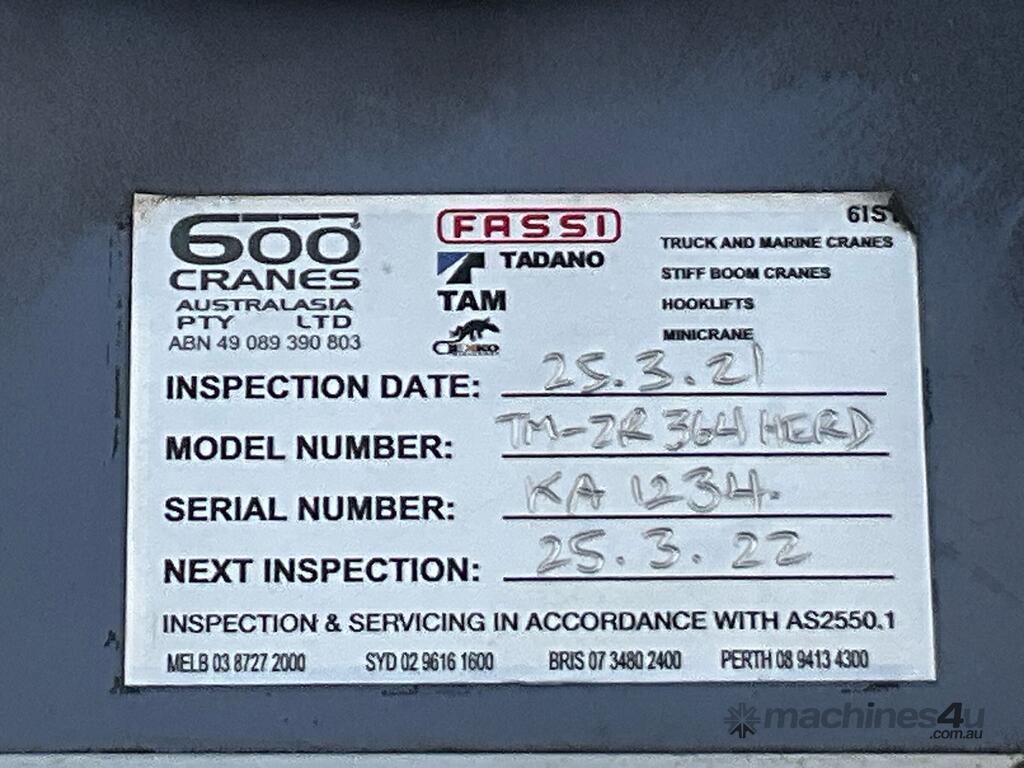 600
CRANES
AUSTRALASIA
PTY LTD
ABN 49 089 390 803
FASSI
TADANO
TAM
TRUCK AND MARINE CRANES
STIFF BOOM CRANES
HOOKLIFTS
MINICRANE
INSPECTION DATE: 25.3.21
MODEL NUMBER: TM-ZR 364 HERD
SERIAL NUMBER: KA 1234.
NEXT INSPECTION: 25.3.22
INSPECTION & SERVICING IN ACCORDANCE WITH AS2550.1
MELB 03 8727 2000 SYD 02 9616 1600 BRIS 07 3480 2400 PERTH 08 9413 4300
machines4u
.com.au